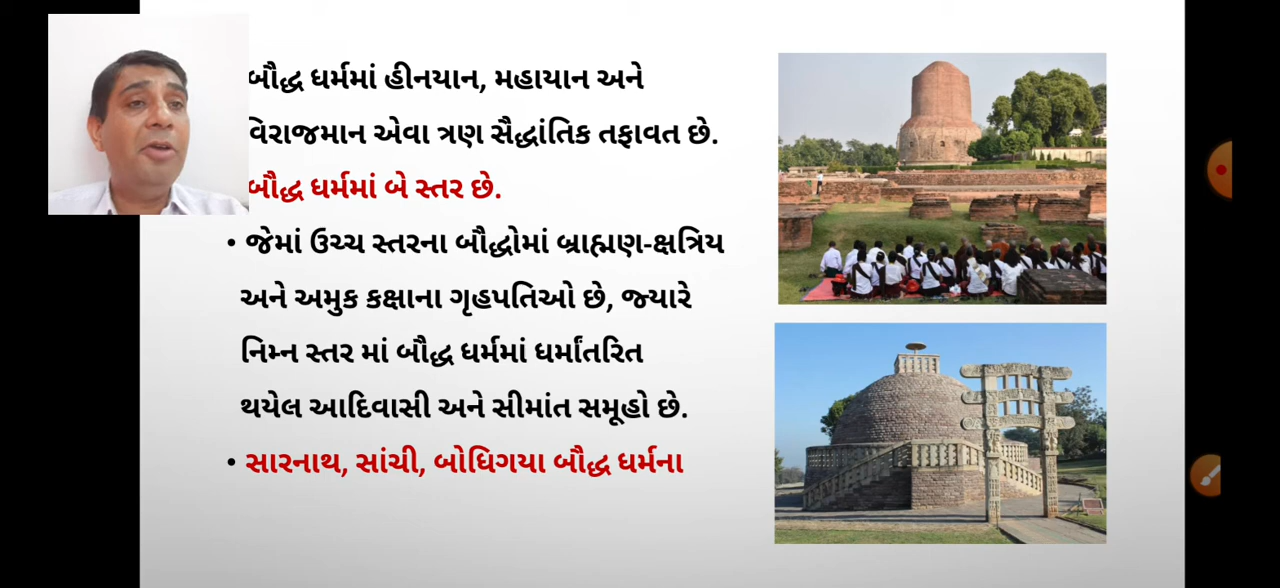 બૌદ્ધ ધર્મમાં હીનયાન, મહાયાન અને
વિરાજમાન એવા ત્રણ સૈદ્ધાંતિક તફાવત છે.
બૌદ્ધ ધર્મમાં બે સ્તર છે.
• જેમાં ઉચ્ચ સ્તરના બૌદ્ધોમાં બ્રાહ્મણ-ક્ષત્રિય
અને અમુક કક્ષાના ગૃહપતિઓ છે, જ્યારે
નિમ્ન સ્તર માં બૌદ્ધ ધર્મમાં ધર્માંતરિત
થયેલ આદિવાસી અને સીમાંત સમૂહો છે.
• સારનાથ, સાંચી, બોધિગયા બૌદ્ધ ધર્મના